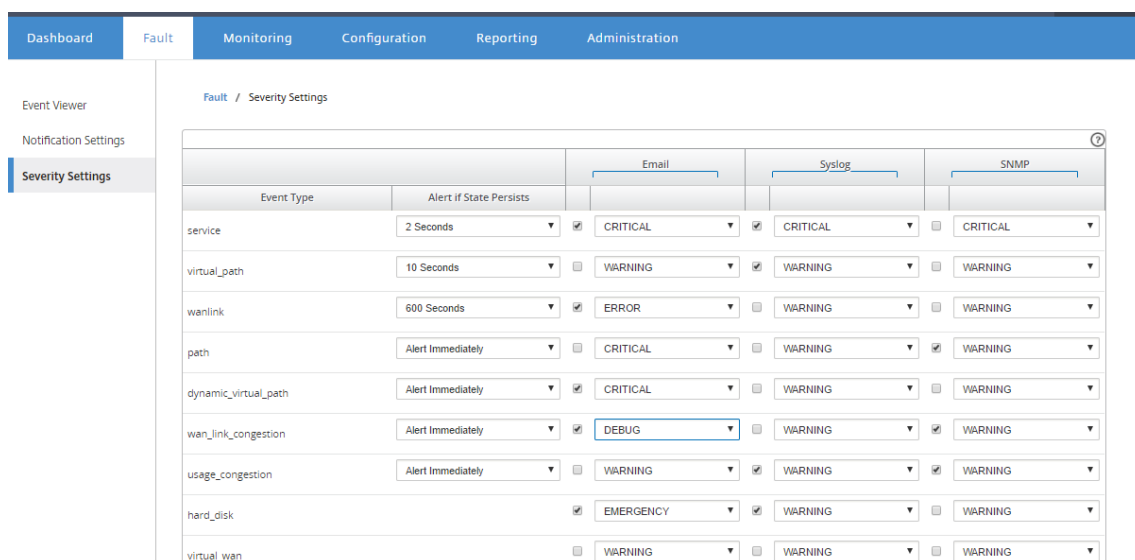 Dashboard Fault Monitoring Configuration Reporting Administration
Event Viewer
Notification Settings
Severity Settings
Fault / Severity Settings
?
Email Syslog SNMP
Event Type Alert if State Persists
service 2 Seconds CRITICAL CRITICAL CRITICAL
virtual_path 10 Seconds WARNING WARNING WARNING
wanlink 600 Seconds ERROR WARNING WARNING
path Alert Immediately CRITICAL WARNING WARNING
dynamic_virtual_path Alert Immediately CRITICAL WARNING WARNING
wan_link_congestion Alert Immediately DEBUG WARNING WARNING
usage_congestion Alert Immediately WARNING WARNING WARNING
hard_disk EMERGENCY WARNING WARNING
virtual_wan WARNING WARNING WARNING